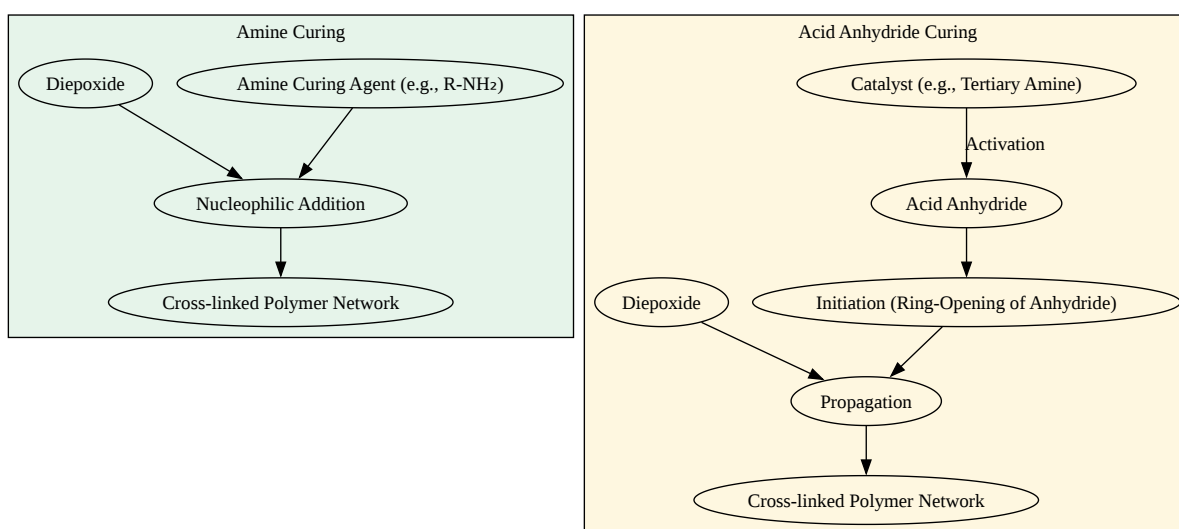 Amine Curing
Diepoxide
Amine Curing Agent (e.g., R-NH₂)
Nucleophilic Addition
Cross-linked Polymer Network
Acid Anhydride Curing
Catalyst (e.g., Tertiary Amine)
Activation
Acid Anhydride
Diepoxide
Initiation (Ring-Opening of Anhydride)
Propagation
Cross-linked Polymer Network